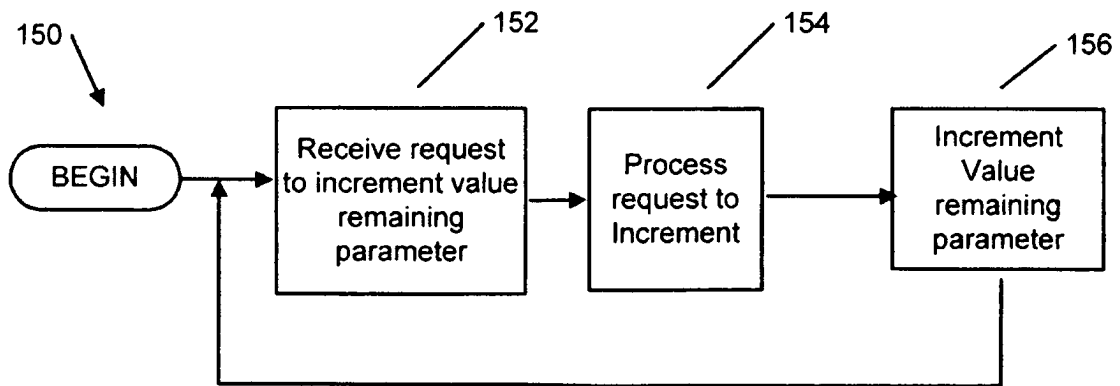 150
152
154
156
BEGIN
Receive request
to increment value
remaining
parameter
Process
request to
Increment
Increment
Value
remaining
parameter